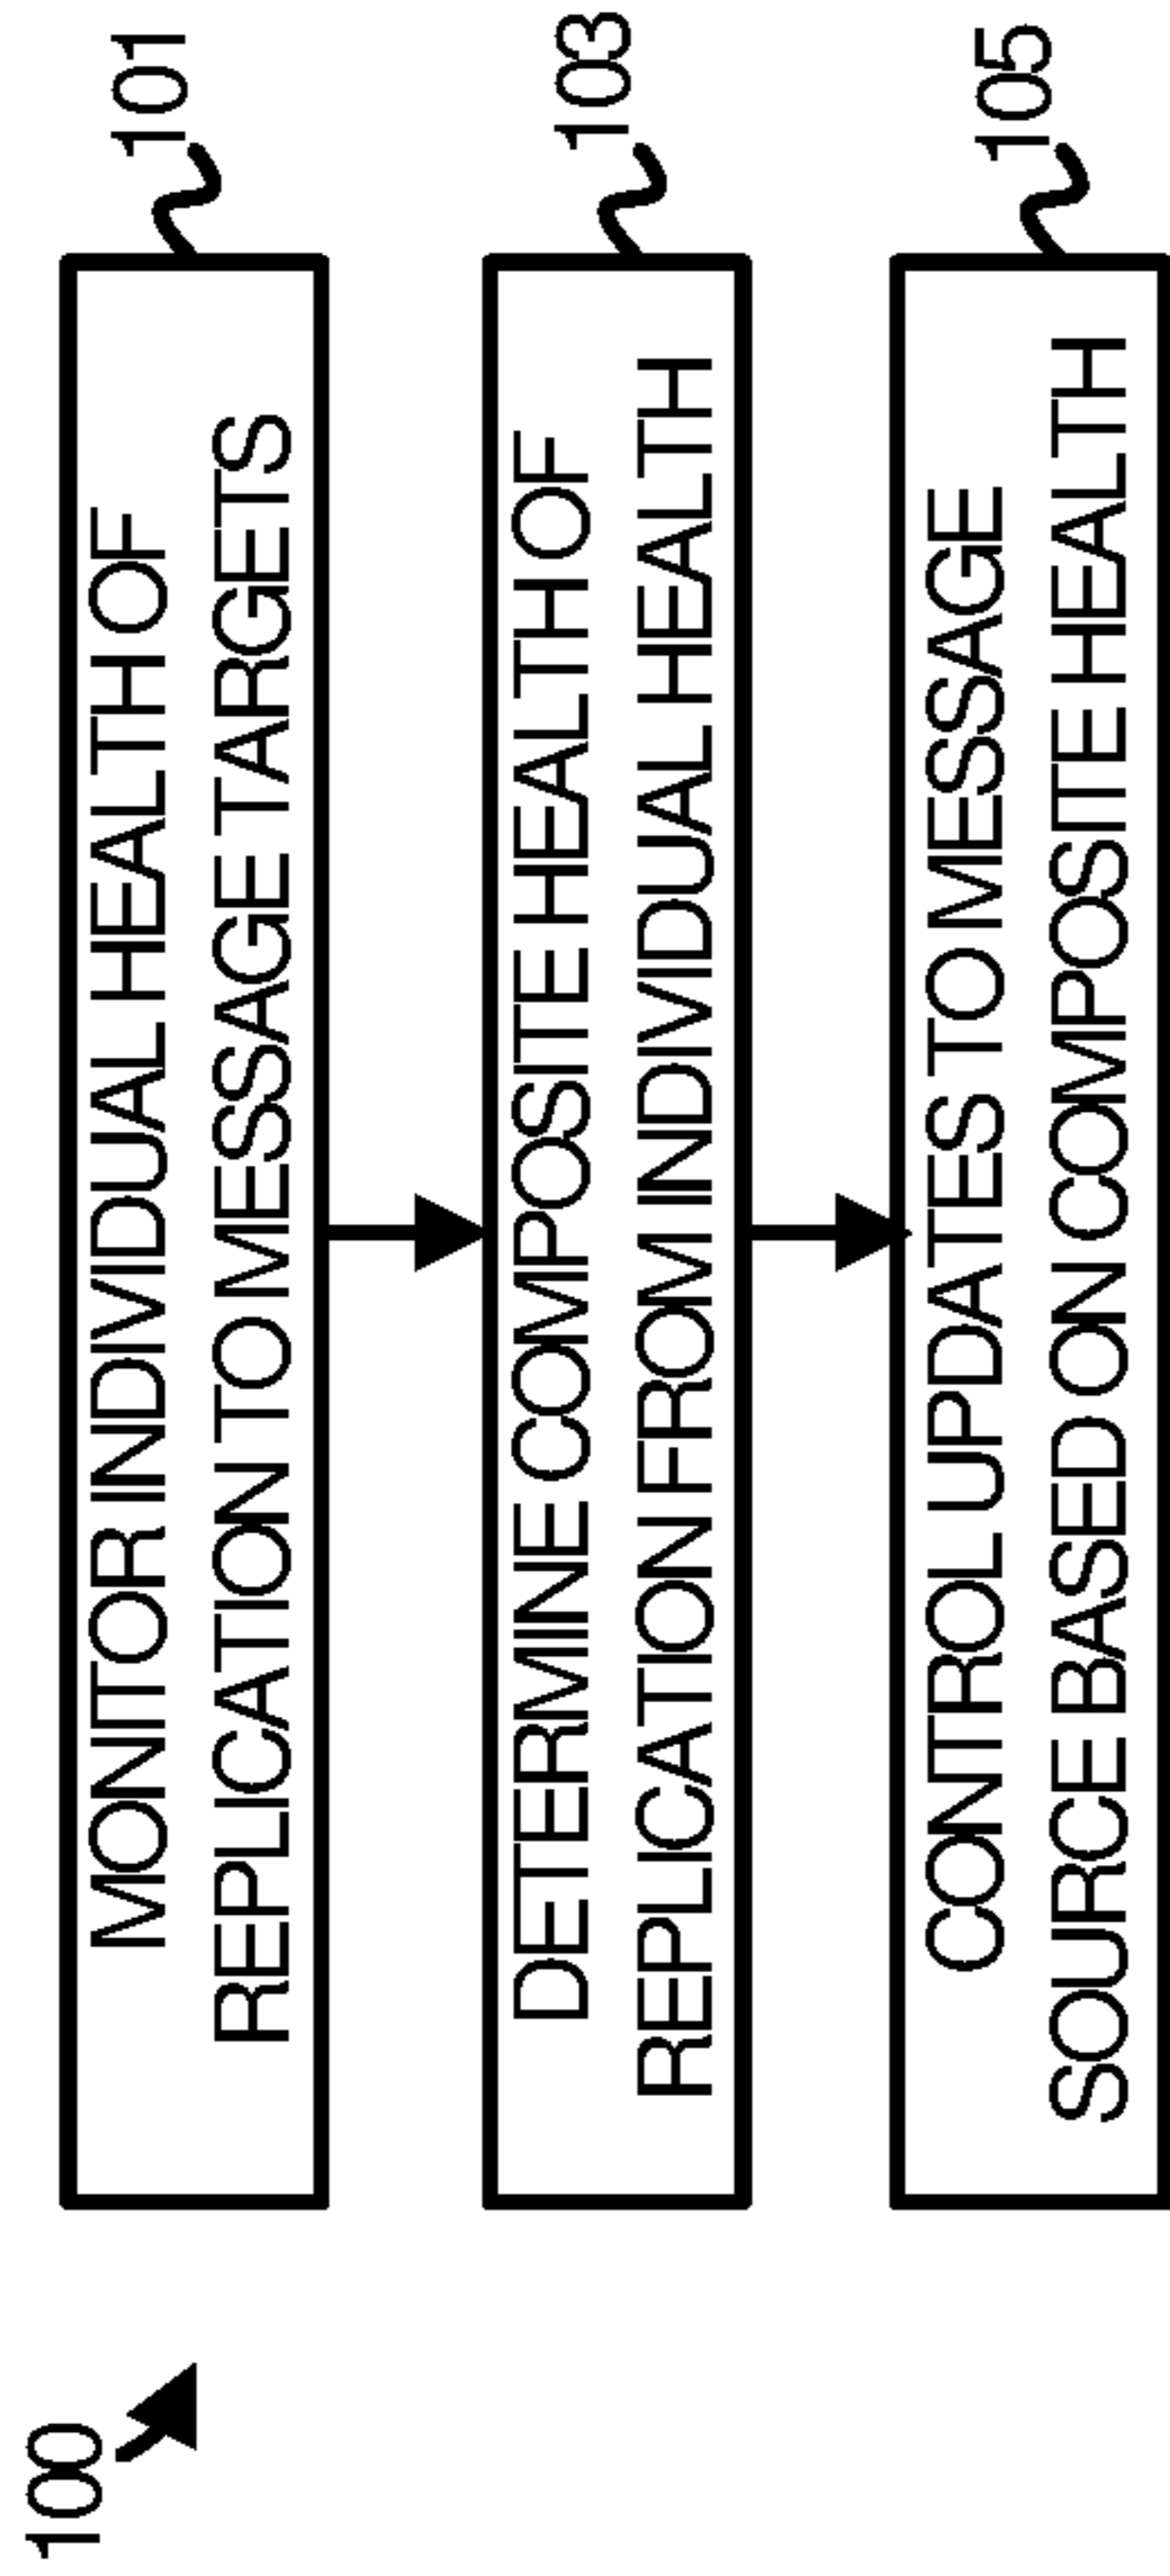 100
MONITOR INDIVIDUAL HEALTH OF
REPLICATION TO MESSAGE TARGETS
101
DETERMINE COMPOSITE HEALTH OF
REPLICATION FROM INDIVIDUAL HEALTH
103
CONTROL UPDATES TO MESSAGE
SOURCE BASED ON COMPOSITE HEALTH
105